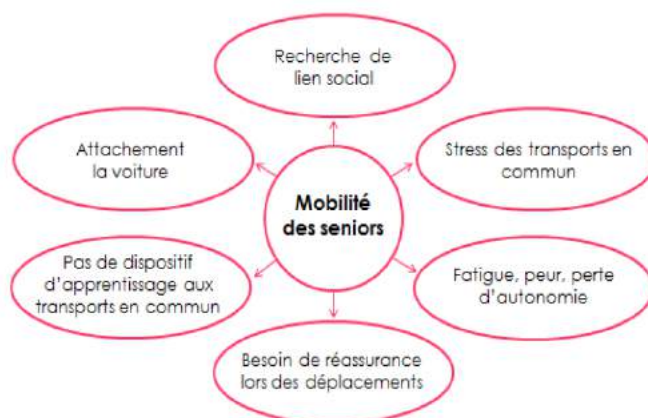 Recherche de
lien social
Attachement
la voiture
Stress des transports en
commun
Mobilité
des seniors
Pas de dispositif
d'apprentissage aux
transports en commun
Fatigue, peur, perte
d'autonomie
Besoin de réassurance
lors des déplacements